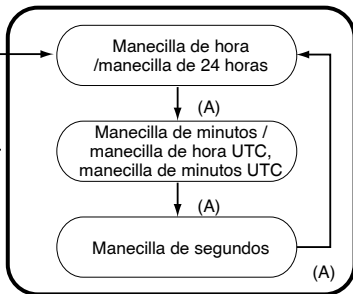 Manecilla de hora
/manecilla de 24 horas
(A)
Manecilla de minutos /
manecilla de hora UTC,
manecilla de minutos UTC
(A)
Manecilla de segundos
(A)